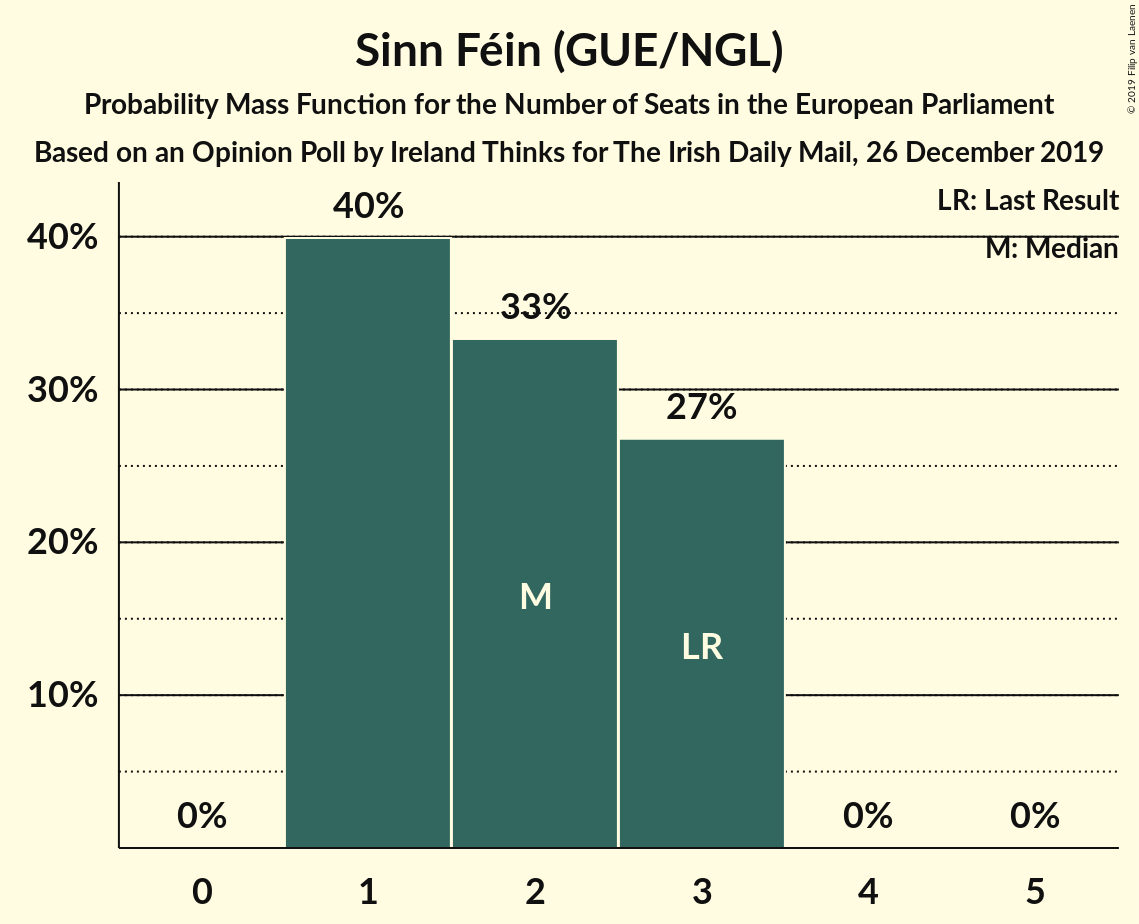 Sinn Féin (GUE/NGL)
Probability Mass Function for the Number of Seats in the European Parliament
Based on an Opinion Poll by Ireland Thinks for The Irish Daily Mail, 26 December 2019
© 2019 Filip van Laenen
LR: Last Result
M: Median
40%
30%
20%
10%
0%
40%
33%
27%
0%
0%
M
LR
0 1 2 3 4 5